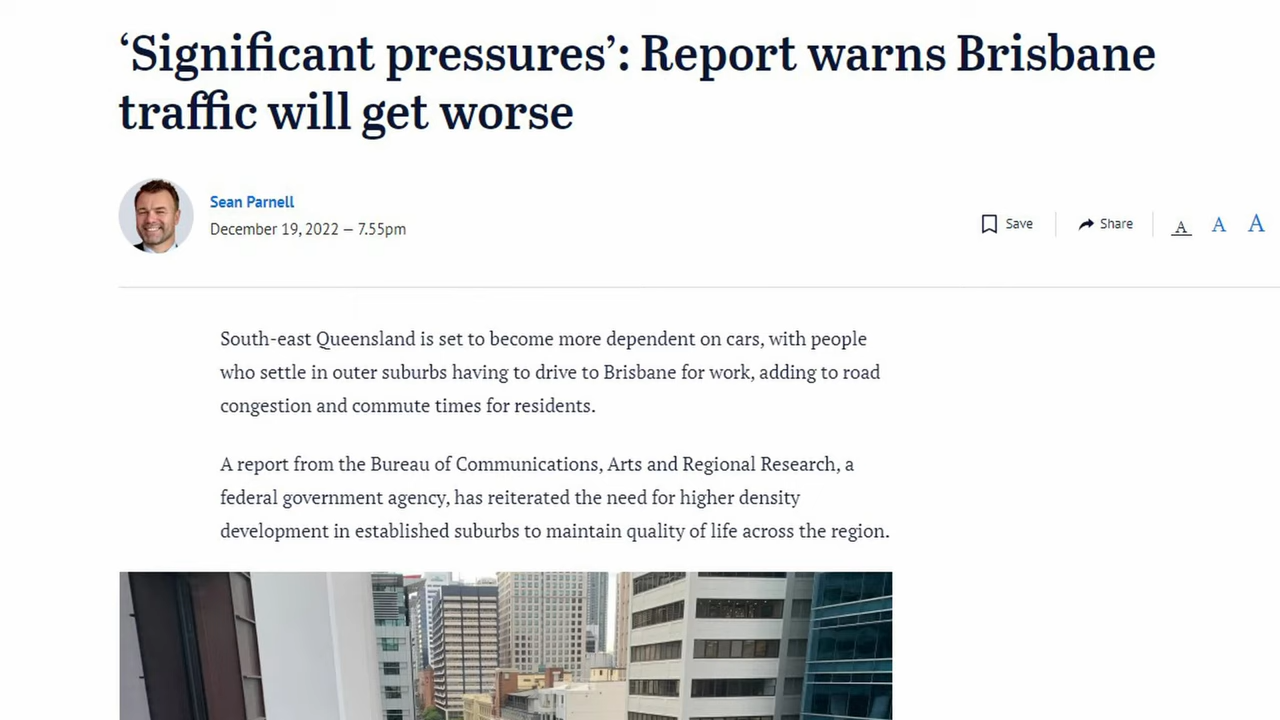 ‘Significant pressures’: Report warns Brisbane
traffic will get worse
Sean Parnell
December 19, 2022 — 7.55pm
Save
Share
A A A
South-east Queensland is set to become more dependent on cars, with people
who settle in outer suburbs having to drive to Brisbane for work, adding to road
congestion and commute times for residents.
A report from the Bureau of Communications, Arts and Regional Research, a
federal government agency, has reiterated the need for higher density
development in established suburbs to maintain quality of life across the region.